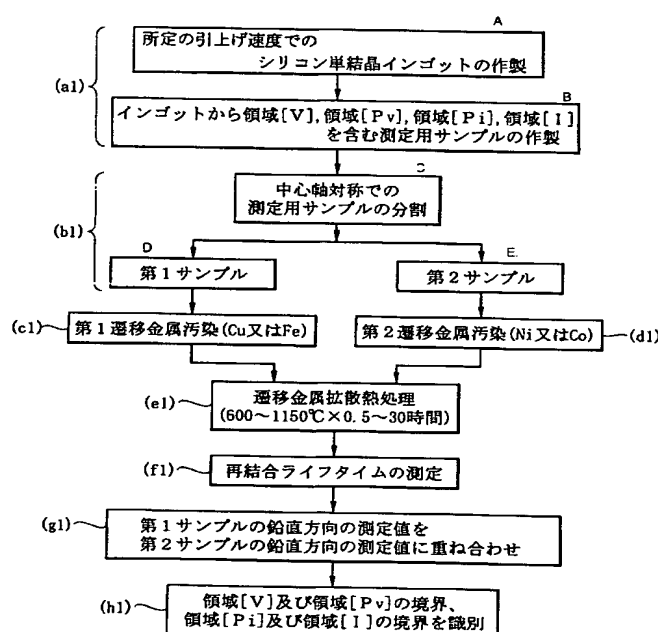 A
所定の引上げ速度での
シリコン単結晶インゴットの作製
(a1)
B
インゴットから領域[V],領域[Pv],領域[Pi],領域[I]
を含む測定用サンプルの作製
C
中心軸対称での
測定用サンプルの分割
(b1)
D
第1サンプル
E.
第2サンプル
(c1)
第1遷移金属汚染(Cu又はFe)
第2遷移金属汚染(Ni又はCo)
(d1)
(e1)
遷移金属拡散熱処理
(600~1150℃×0.5~30時間)
(f1)
再結合ライフタイムの測定
(g1)
第1サンプルの鉛直方向の測定値を
第2サンプルの鉛直方向の測定値に重ね合わせ
(h1)
領域[V]及び領域[Pv]の境界、
領域[Pi]及び領域[I]の境界を識別